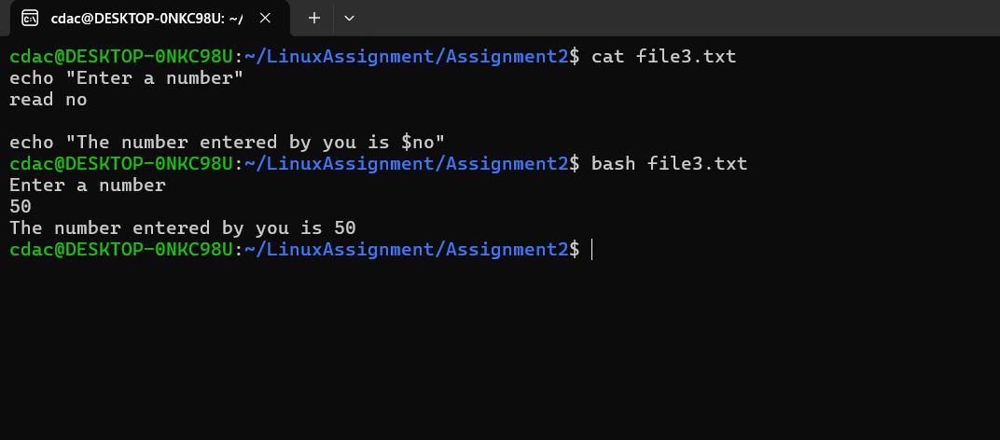 cdac@DESKTOP-0NKC98U: ~/
cdac@DESKTOP-0NKC98U:~/LinuxAssignment/Assignment2$ cat file3.txt
echo "Enter a number"
read no

echo "The number entered by you is $no"
cdac@DESKTOP-0NKC98U:~/LinuxAssignment/Assignment2$ bash file3.txt
Enter a number
50
The number entered by you is 50
cdac@DESKTOP-0NKC98U:~/LinuxAssignment/Assignment2$